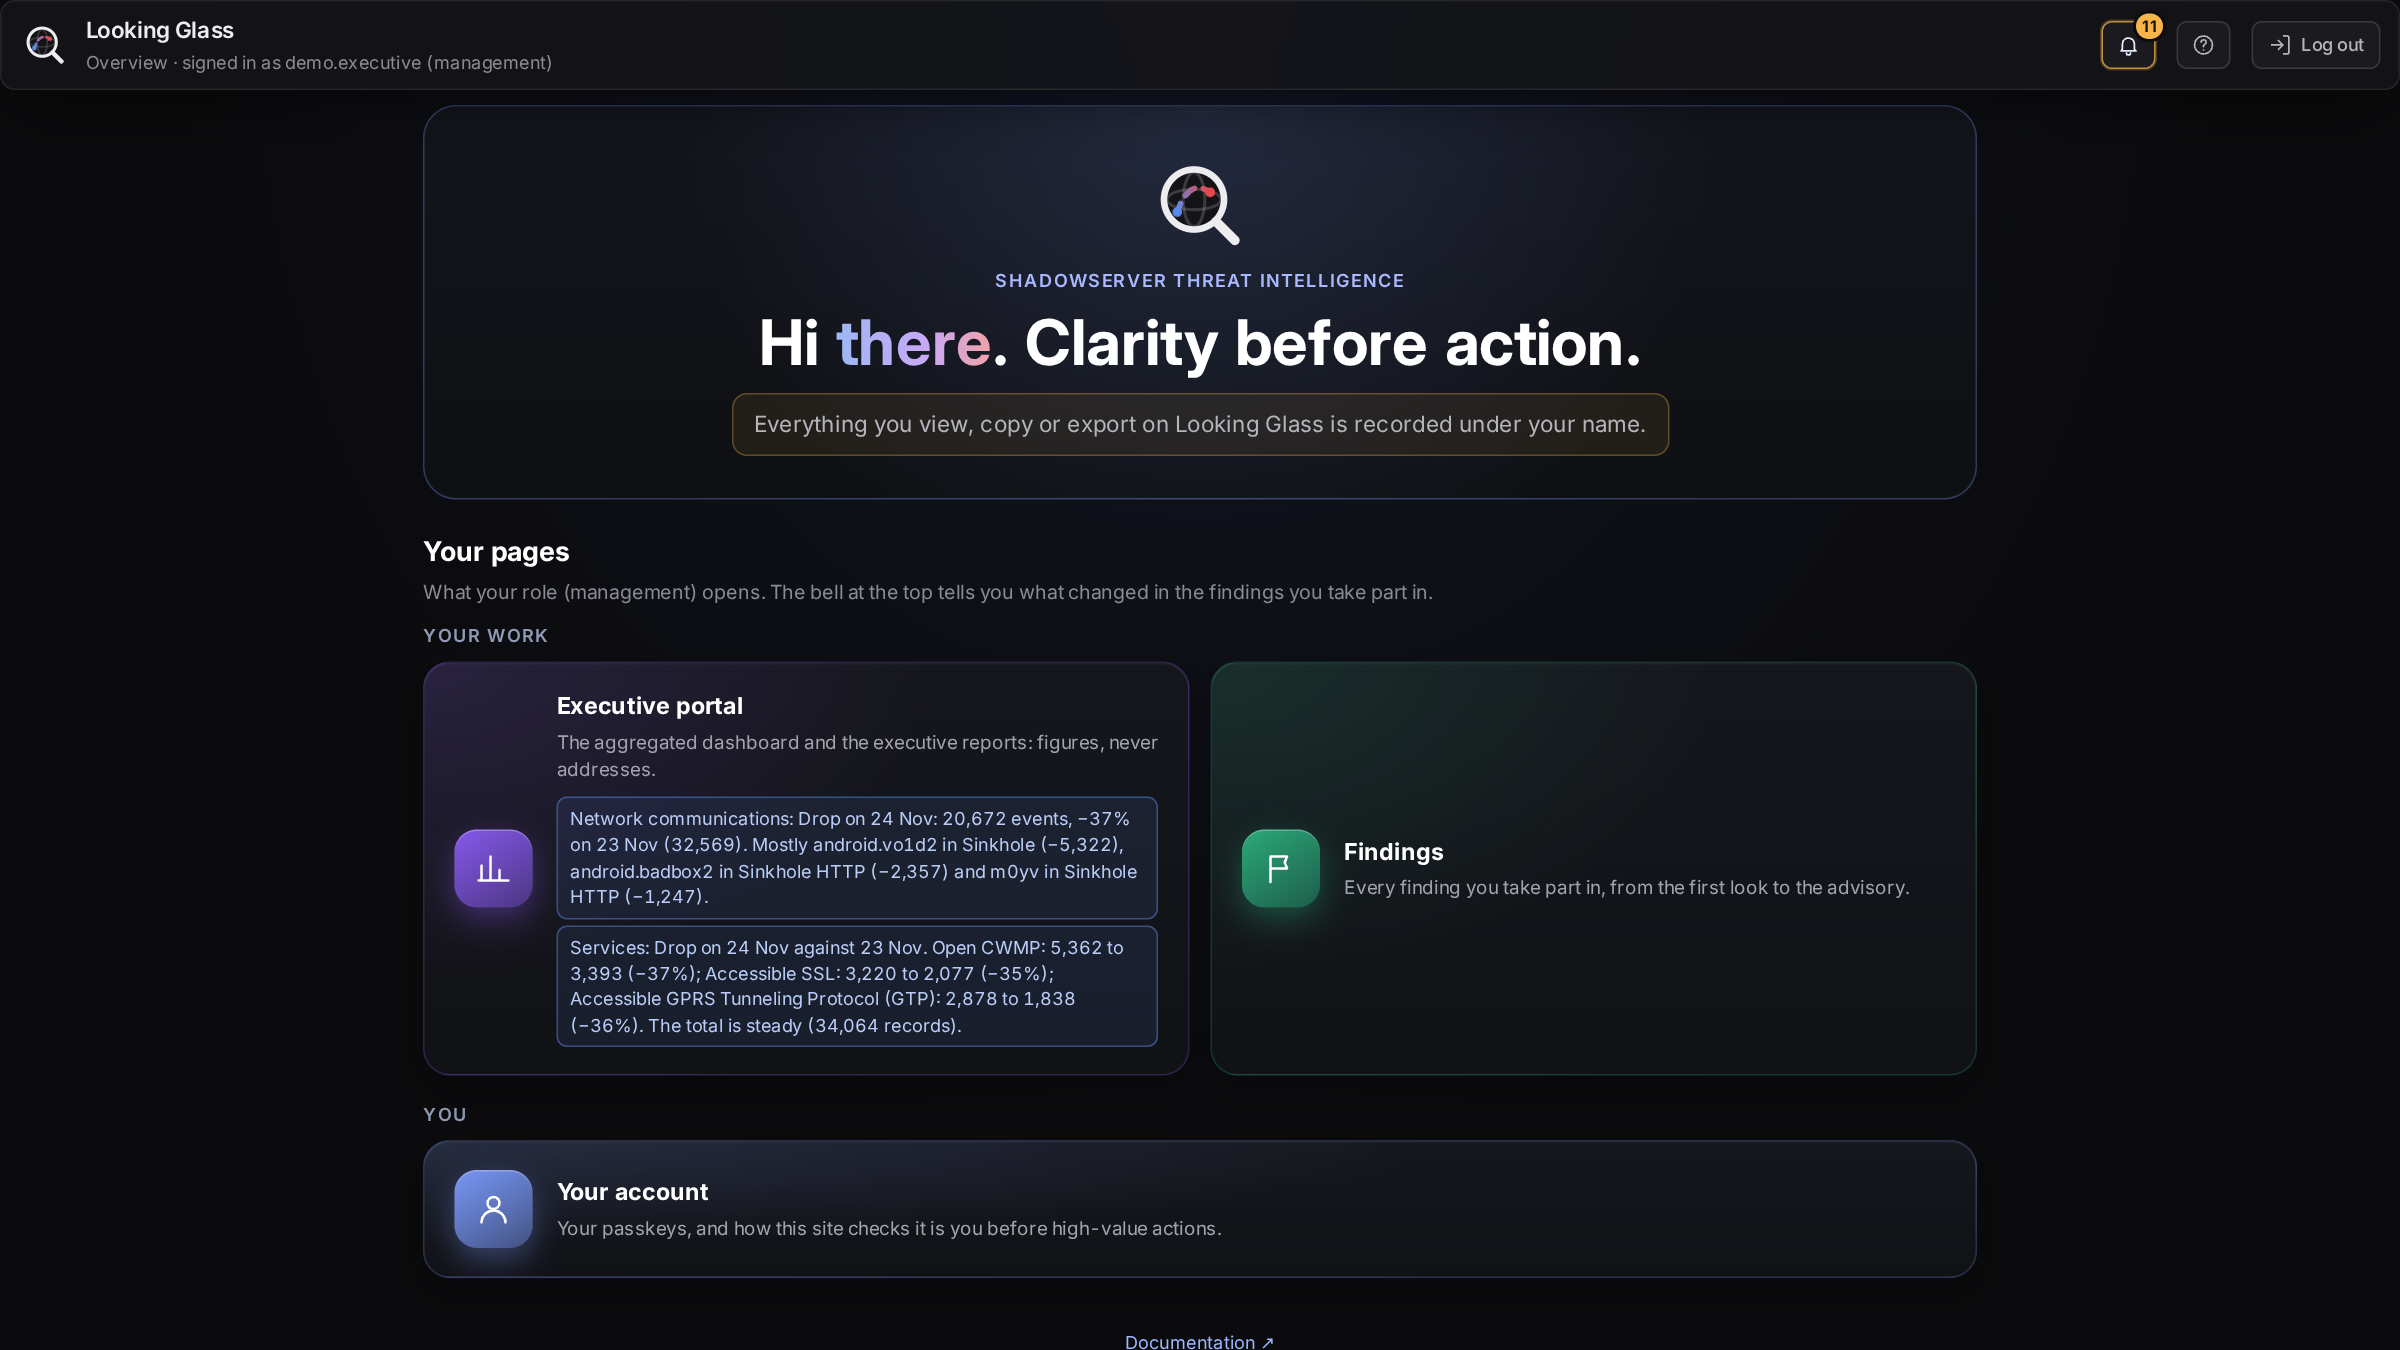 Looking Glass
Overview · signed in as demo.executive (management)
11
Log out
SHADOWSERVER THREAT INTELLIGENCE
Hi there. Clarity before action.
Everything you view, copy or export on Looking Glass is recorded under your name.
Your pages
What your role (management) opens. The bell at the top tells you what changed in the findings you take part in.
YOUR WORK
Executive portal
The aggregated dashboard and the executive reports: figures, never
addresses.
Network communications: Drop on 24 Nov: 20,672 events, −37%
on 23 Nov (32,569). Mostly android.vo1d2 in Sinkhole (−5,322),
android.badbox2 in Sinkhole HTTP (−2,357) and m0yv in Sinkhole
HTTP (−1,247).
Services: Drop on 24 Nov against 23 Nov. Open CWMP: 5,362 to
3,393 (−37%); Accessible SSL: 3,220 to 2,077 (−35%);
Accessible GPRS Tunneling Protocol (GTP): 2,878 to 1,838
(−36%). The total is steady (34,064 records).
Findings
Every finding you take part in, from the first look to the advisory.
YOU
Your account
Your passkeys, and how this site checks it is you before high-value actions.
Documentation ↗